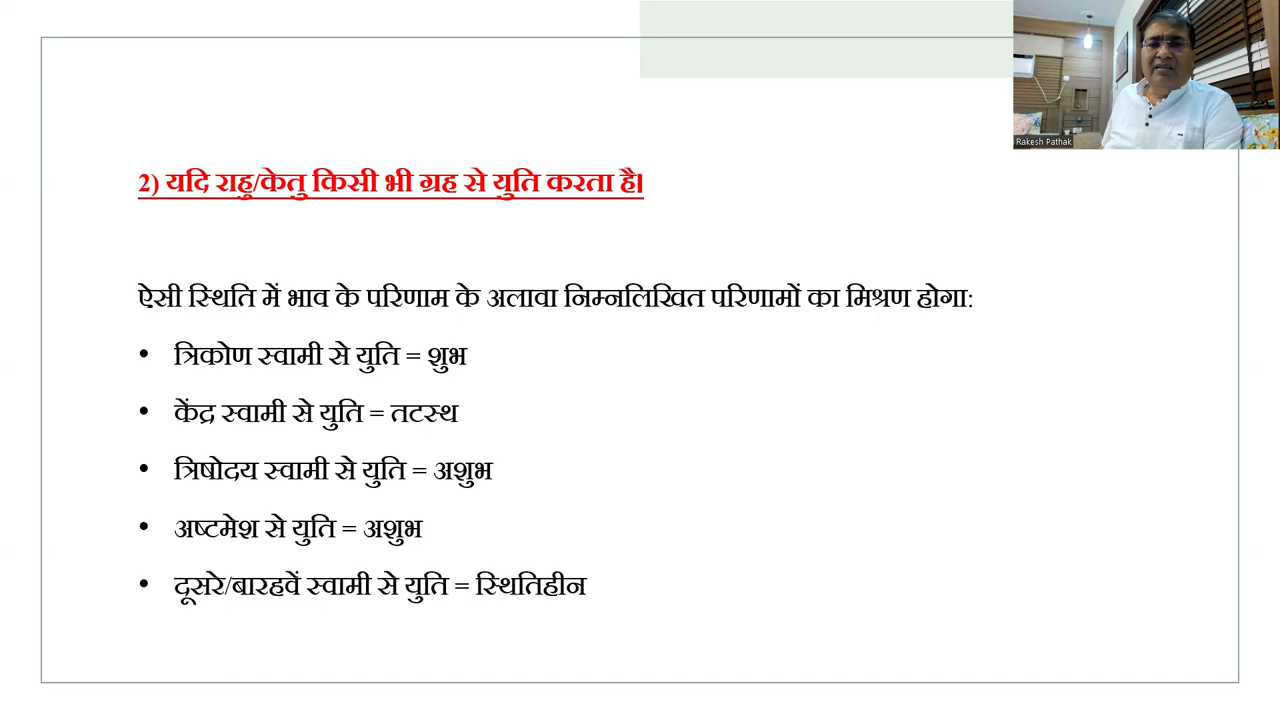 Rakesh Pathak
2) यदि राहु/केतु किसी भी ग्रह से युति करता है।
ऐसी स्थिति में भाव के परिणाम के अलावा निम्नलिखित परिणामों का मिश्रण होगा:
• त्रिकोण स्वामी से युति = शुभ
• केंद्र स्वामी से युति = तटस्थ
• त्रिषोदय स्वामी से युति = अशुभ
• अष्टमेश से युति = अशुभ
• दूसरे/बारहवें स्वामी से युति = स्थितिहीन